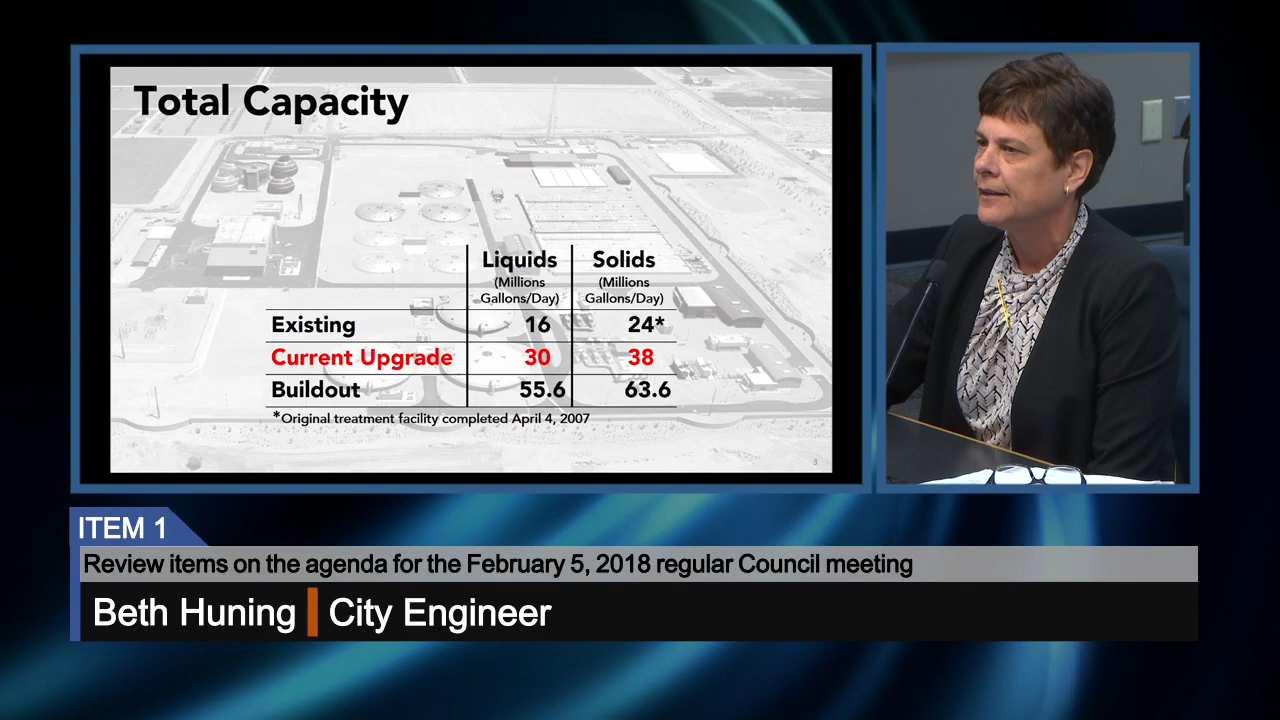 Total Capacity
Liquids Solids
(Millions (Millions
Gallons/Day) Gallons/Day)
Existing 16 24*
Current Upgrade 30 38
Buildout 55.6 63.6
*Original treatment facility completed April 4, 2007
3
ITEM 1
Review items on the agenda for the February 5, 2018 regular Council meeting
Beth Huning City Engineer